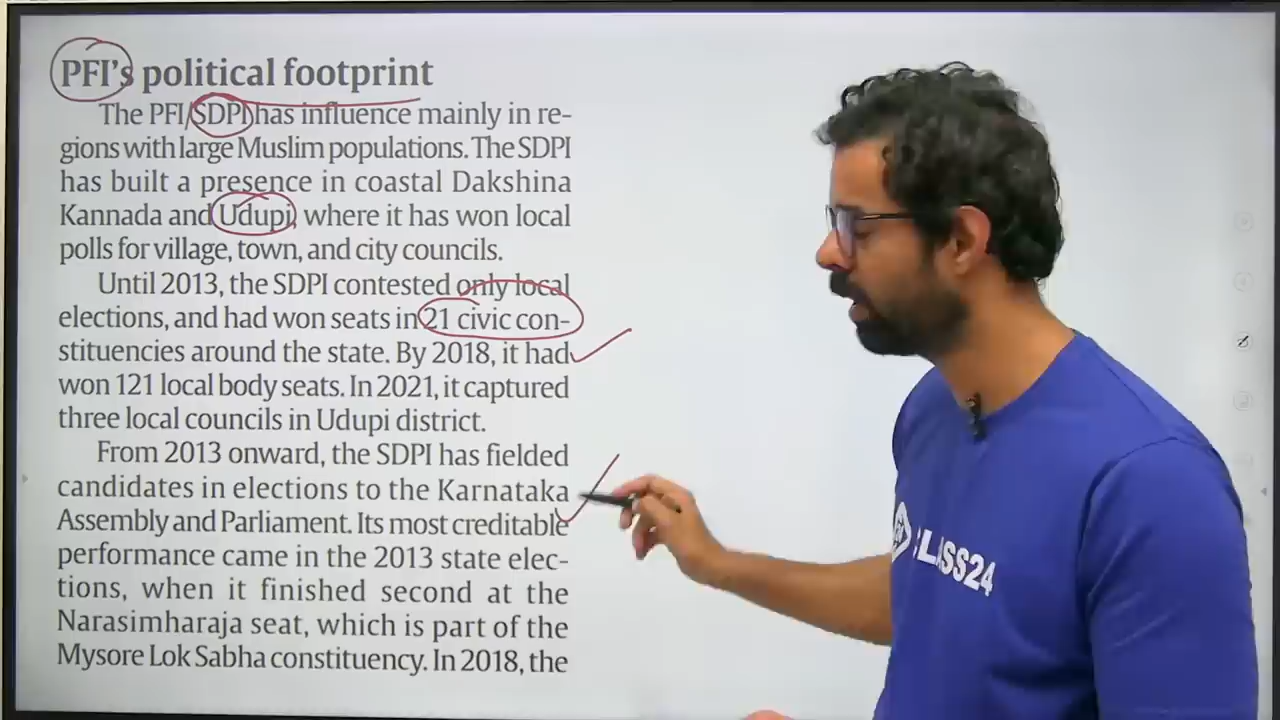 PFI's political footprint
The PFI/SDPI has influence mainly in re-
gions with large Muslim populations. The SDPI
has built a presence in coastal Dakshina
Kannada and Udupi, where it has won local
polls for village, town, and city councils.
Until 2013, the SDPI contested only local
elections, and had won seats in 21 civic con-
stituencies around the state. By 2018, it had
won 121 local body seats. In 2021, it captured
three local councils in Udupi district.
From 2013 onward, the SDPI has fielded
candidates in elections to the Karnataka
Assembly and Parliament. Its most creditable
performance came in the 2013 state elec-
tions, when it finished second at the
Narasimharaja seat, which is part of the
Mysore Lok Sabha constituency. In 2018, the
CLASS24